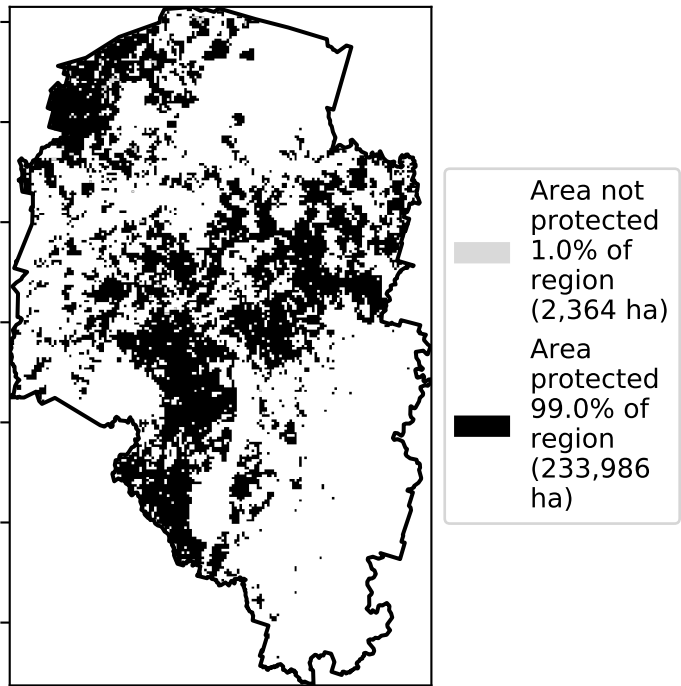 Area not
protected
1.0% of
region
(2,364 ha)
Area
protected
99.0% of
region
(233,986
ha)